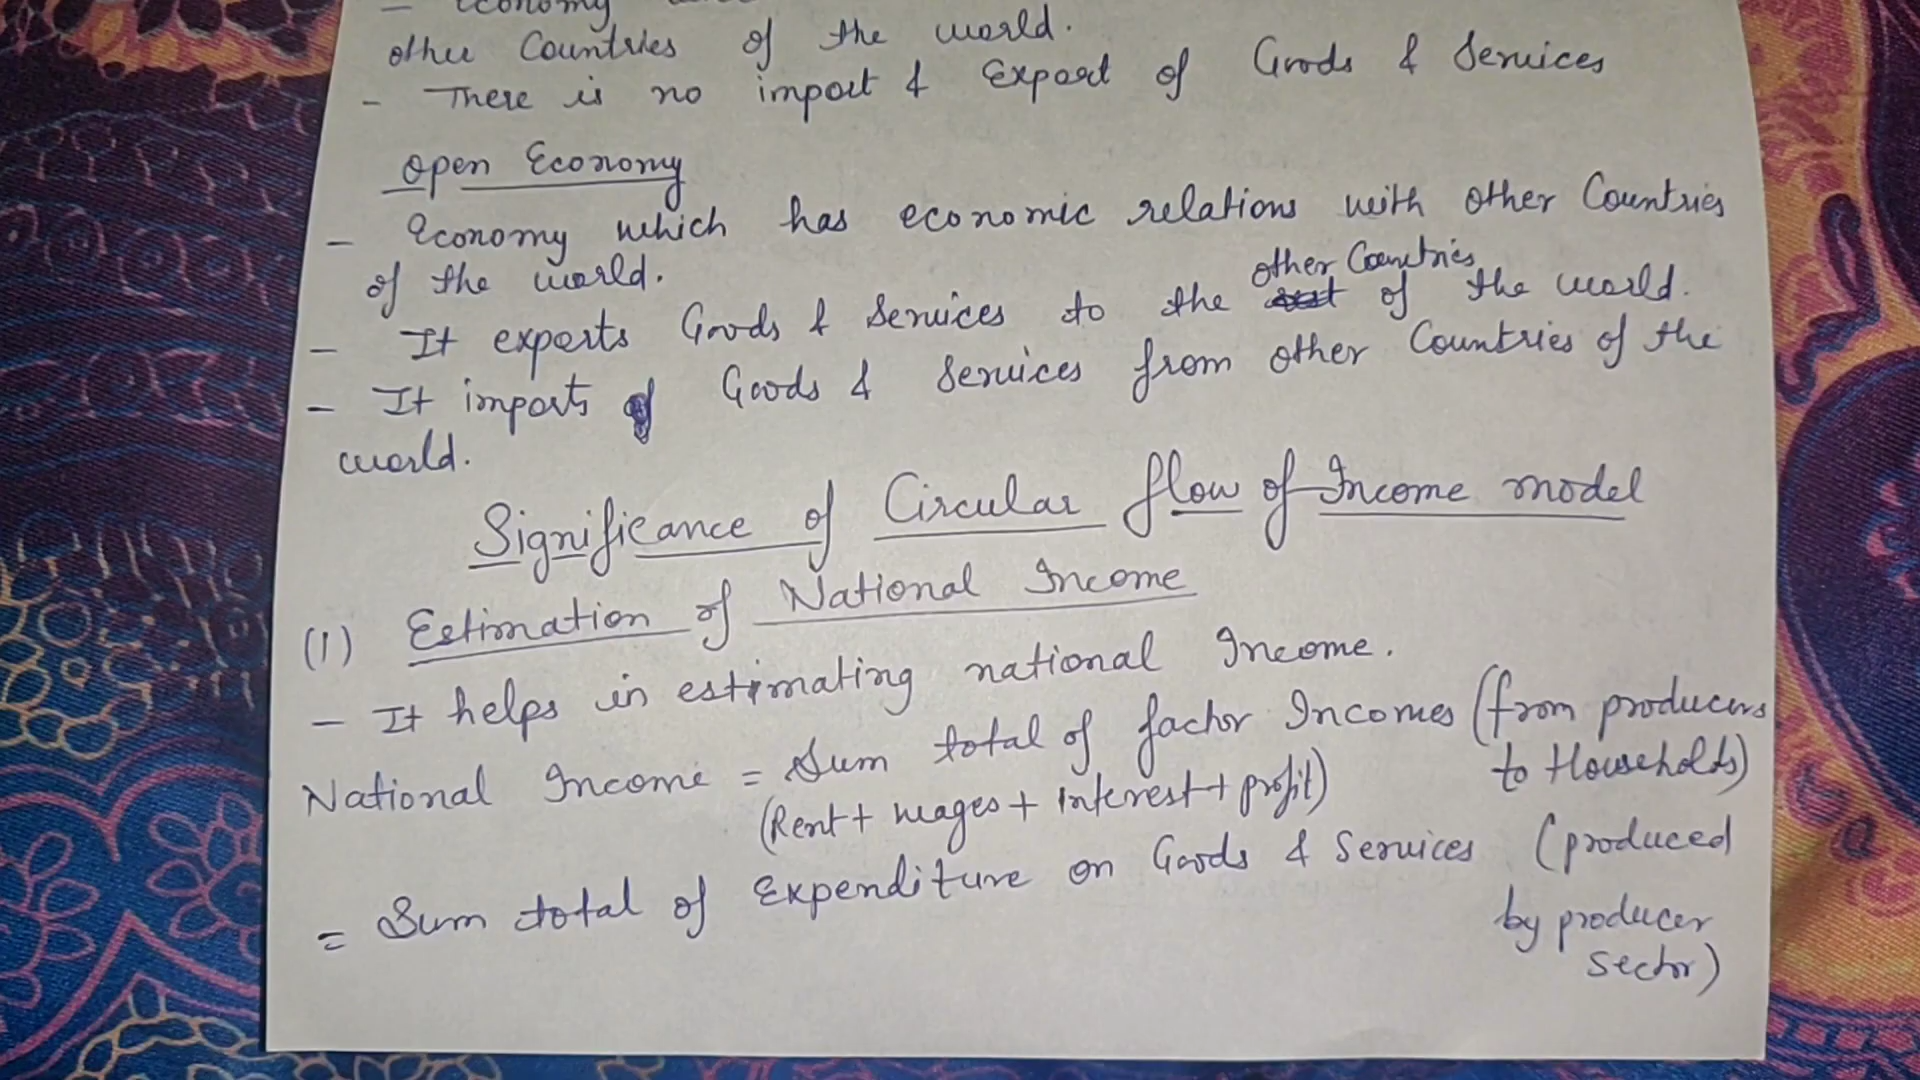 - Economy
other Countries of the world.
- There is no import & Export of Goods & Services
Open Economy
- Economy which has economic relations with other Countries
of the world.
- It exports Goods & Services to the other Countries of the world.
- It imports Goods & Services from other Countries of the
world.
Significance of Circular flow of Income model
(1) Estimation of National Income
- It helps in estimating national Income.
National Income = Sum total of factor Incomes (from producers
to Households)
(Rent + wages + Interest + profit)
= Sum total of Expenditure on Goods & Services (produced
by producer
sector)